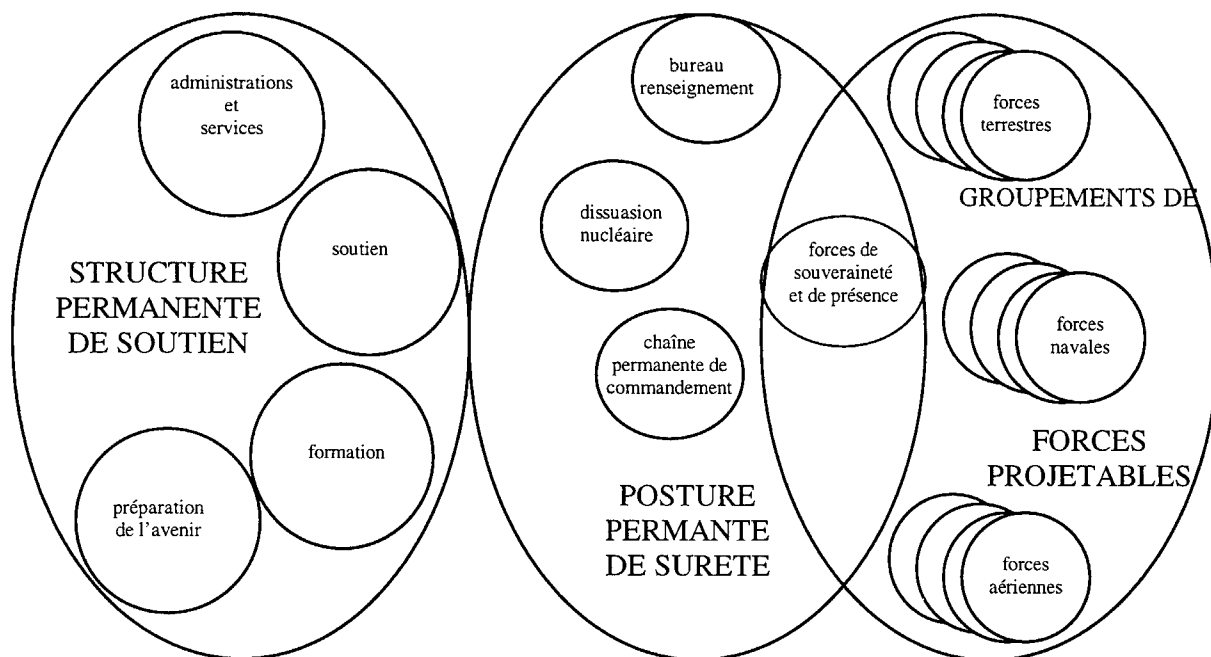 administrations
et
services
soutien
STRUCTURE
PERMANENTE
DE SOUTIEN
formation
préparation
de l'avenir
bureau
renseignement
dissuasion
nucléaire
chaîne
permanente de
commandement
POSTURE
PERMANTE
DE SURETE
forces de
souveraineté
et de présence
forces
terrestres
GROUPEMENTS DE
forces
navales
FORCES
PROJETABLES
forces
aériennes